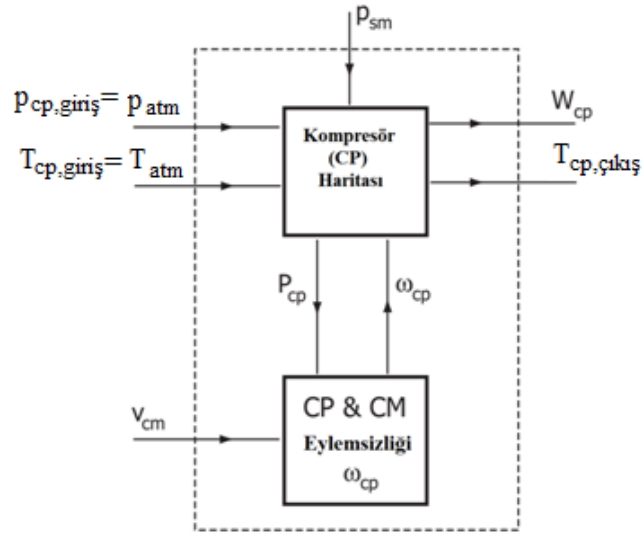 p_sm
p_cp,giriş= p_atm
T_cp,giriş= T_atm
Kompresör
(CP)
Haritası
W_cp
T_cp,çıkış
P_cp
ω_cp
v_cm
CP & CM
Eylemsizliği
ω_cp